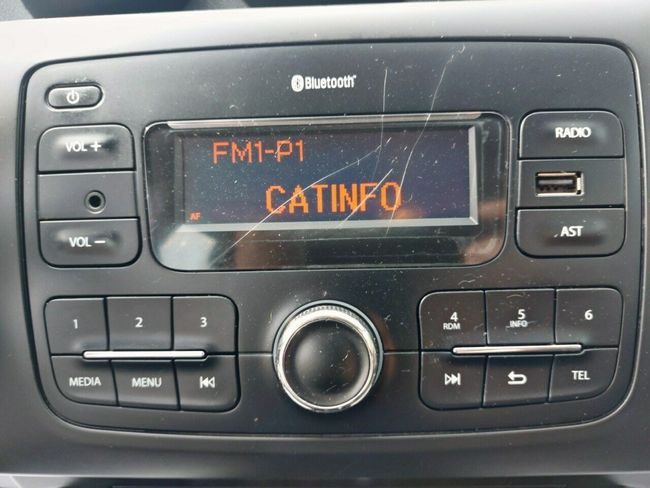 Bluetooth
VOL +
FM1-P1
RADIO
CATINFO
AF
VOL –
AST
1
2
3
4
RDM
5
INFO
6
MEDIA
MENU
TEL